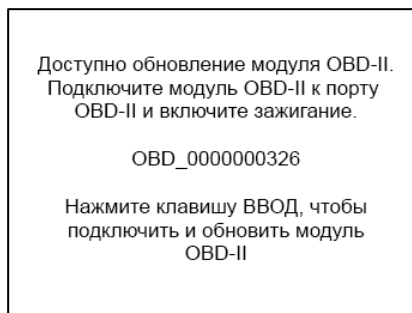 Доступно обновление модуля OBD-II.
Подключите модуль OBD-II к порту
OBD-II и включите зажигание.
OBD_0000000326
Нажмите клавишу ВВОД, чтобы
подключить и обновить модуль
OBD-II